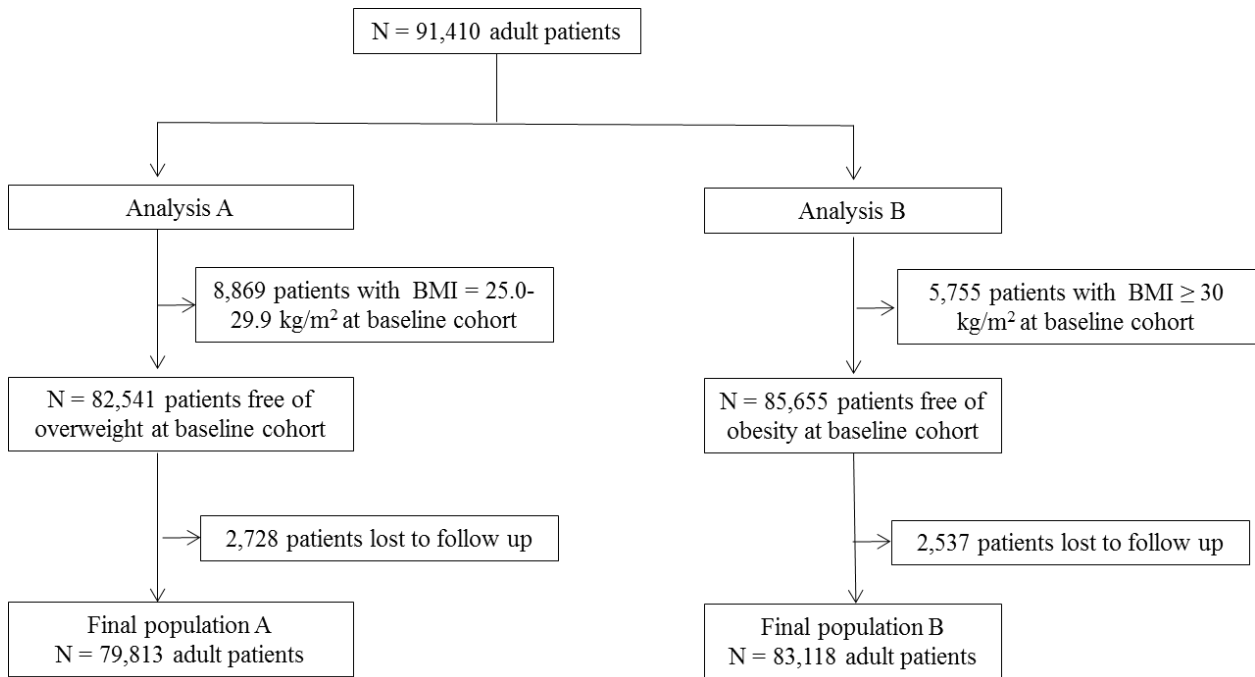 N = 91,410 adult patients
Analysis A
8,869 patients with BMI = 25.0-
29.9 kg/m² at baseline cohort
N = 82,541 patients free of
overweight at baseline cohort
2,728 patients lost to follow up
Final population A
N = 79,813 adult patients
Analysis B
5,755 patients with BMI ≥ 30
kg/m² at baseline cohort
N = 85,655 patients free of
obesity at baseline cohort
2,537 patients lost to follow up
Final population B
N = 83,118 adult patients